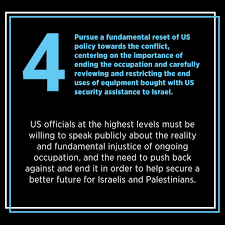 4
Pursue a fundamental reset of US
policy towards the conflict,
centering on the importance of
ending the occupation and carefully
reviewing and restricting the end
uses of equipment bought with US
security assistance to Israel.
US officials at the highest levels must be
willing to speak publicly about the reality
and fundamental injustice of ongoing
occupation, and the need to push back
against and end it in order to help secure a
better future for Israelis and Palestinians.